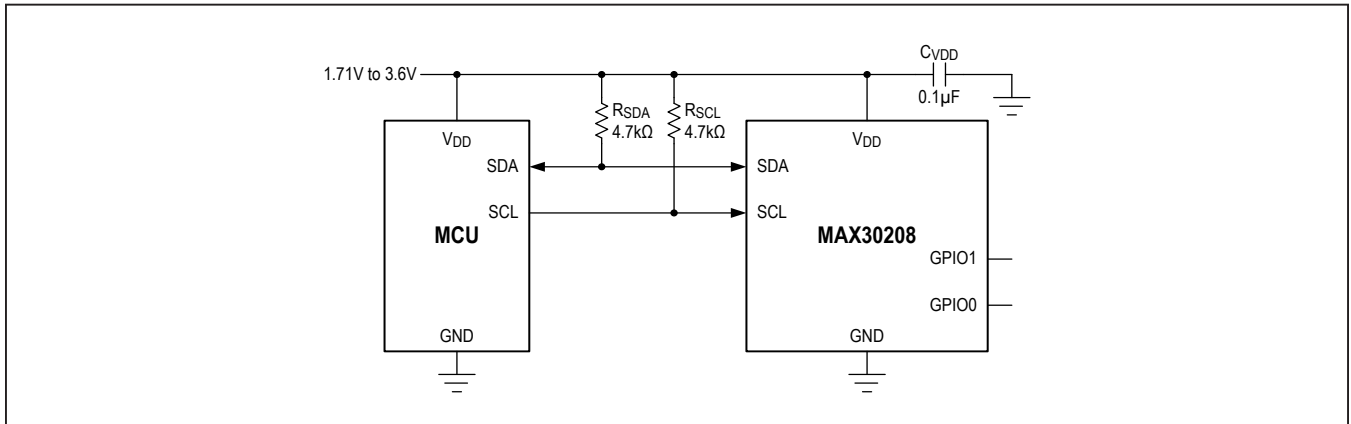 CVDD
1.71V to 3.6V
0.1µF
RSDA
4.7kΩ
RSCL
4.7kΩ
VDD
VDD
SDA
SDA
SCL
SCL
MCU
MAX30208
GPIO1
GPIO0
GND
GND